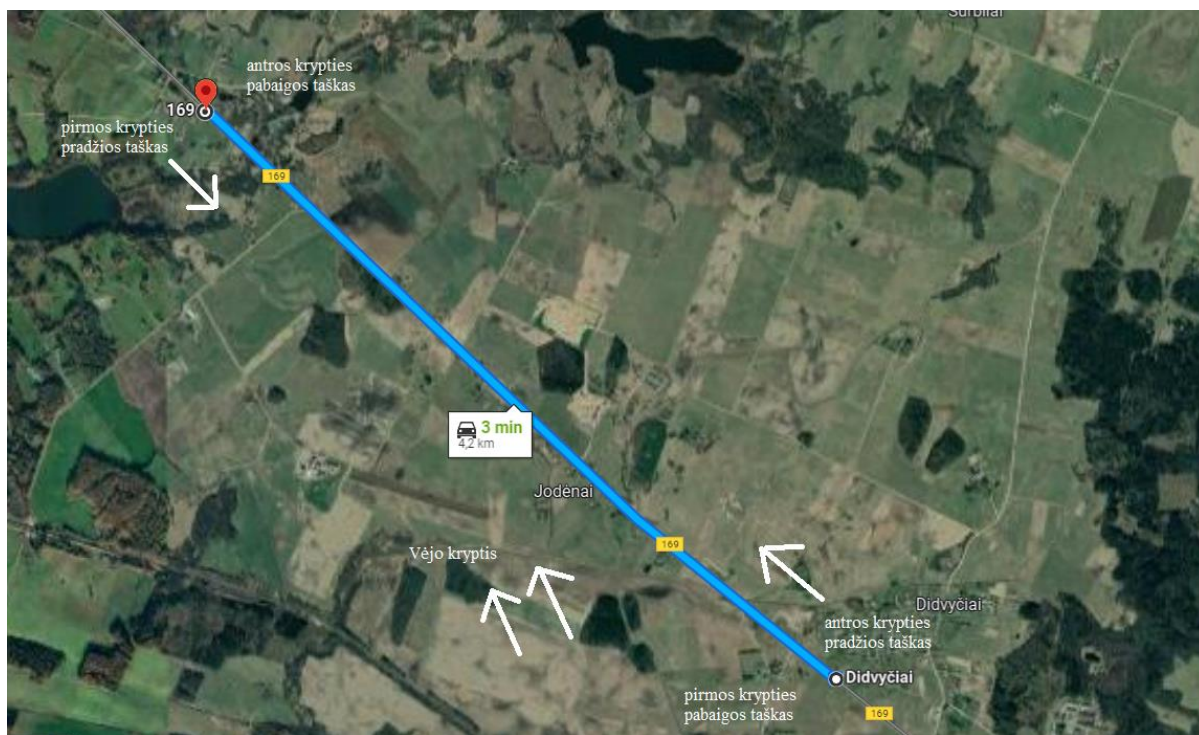 Surbliai
antros krypties
pabaigos taškas
169
pirmos krypties
pradžios taškas
169
3 min
4,2 km
Jodėnai
169
Vėjo kryptis
Didvyčiai
antros krypties
pradžios taškas
Didvyčiai
pirmos krypties
pabaigos taškas
169